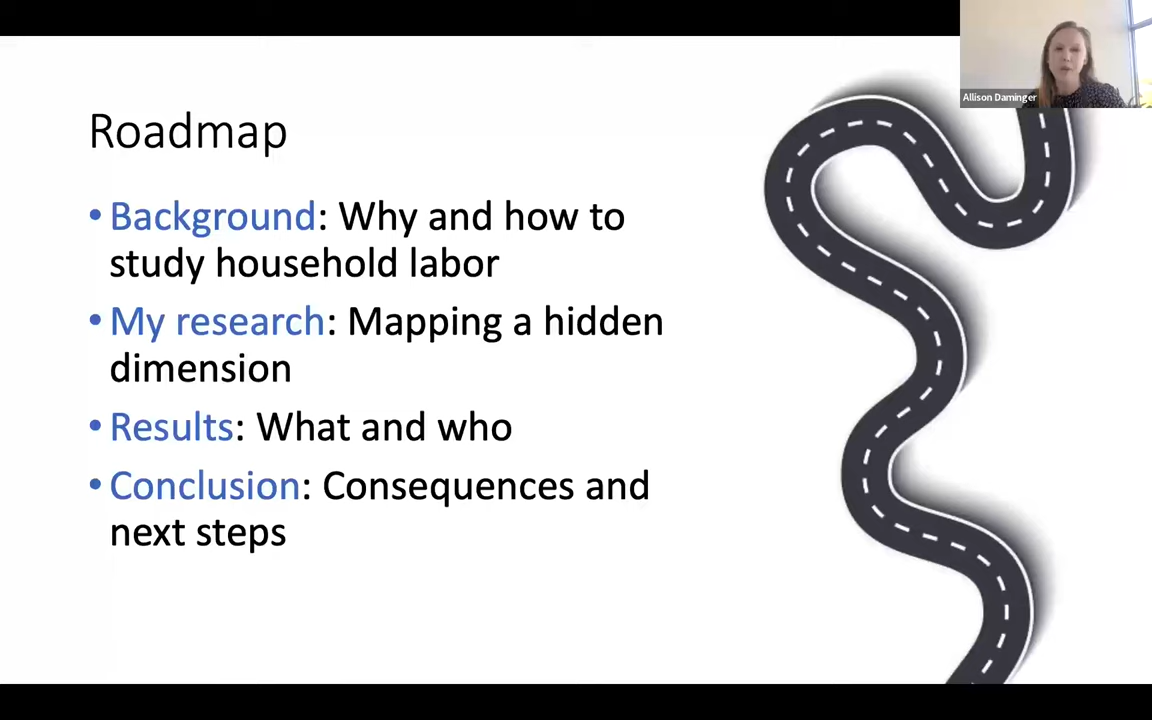 Allison Daminger
Roadmap
• Background: Why and how to
study household labor
• My research: Mapping a hidden
dimension
• Results: What and who
• Conclusion: Consequences and
next steps